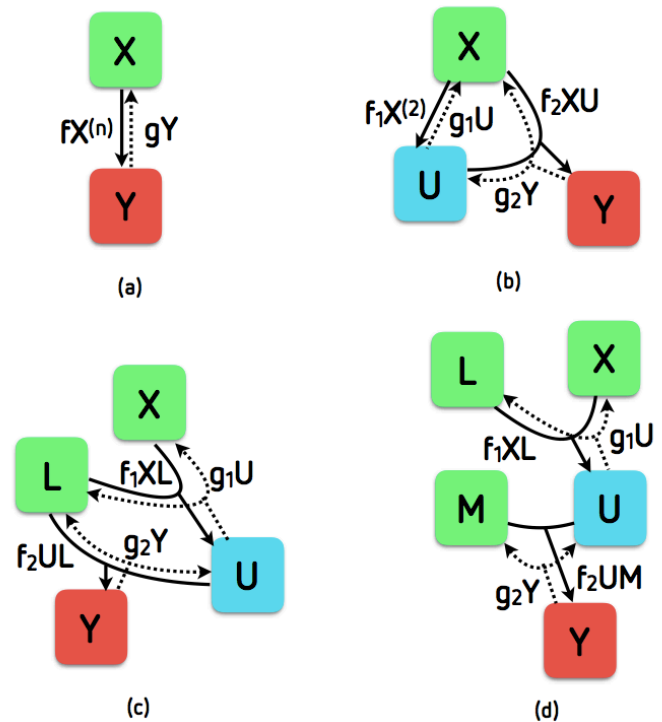 X
fX⁽ⁿ⁾ gY
Y
(a)
X
f₁X⁽²⁾ g₁U f₂XU
U
g₂Y
Y
(b)
X
L
f₁XL g₁U
f₂UL g₂Y
U
Y
(c)
L X
f₁XL g₁U
M U
g₂Y f₂UM
Y
(d)